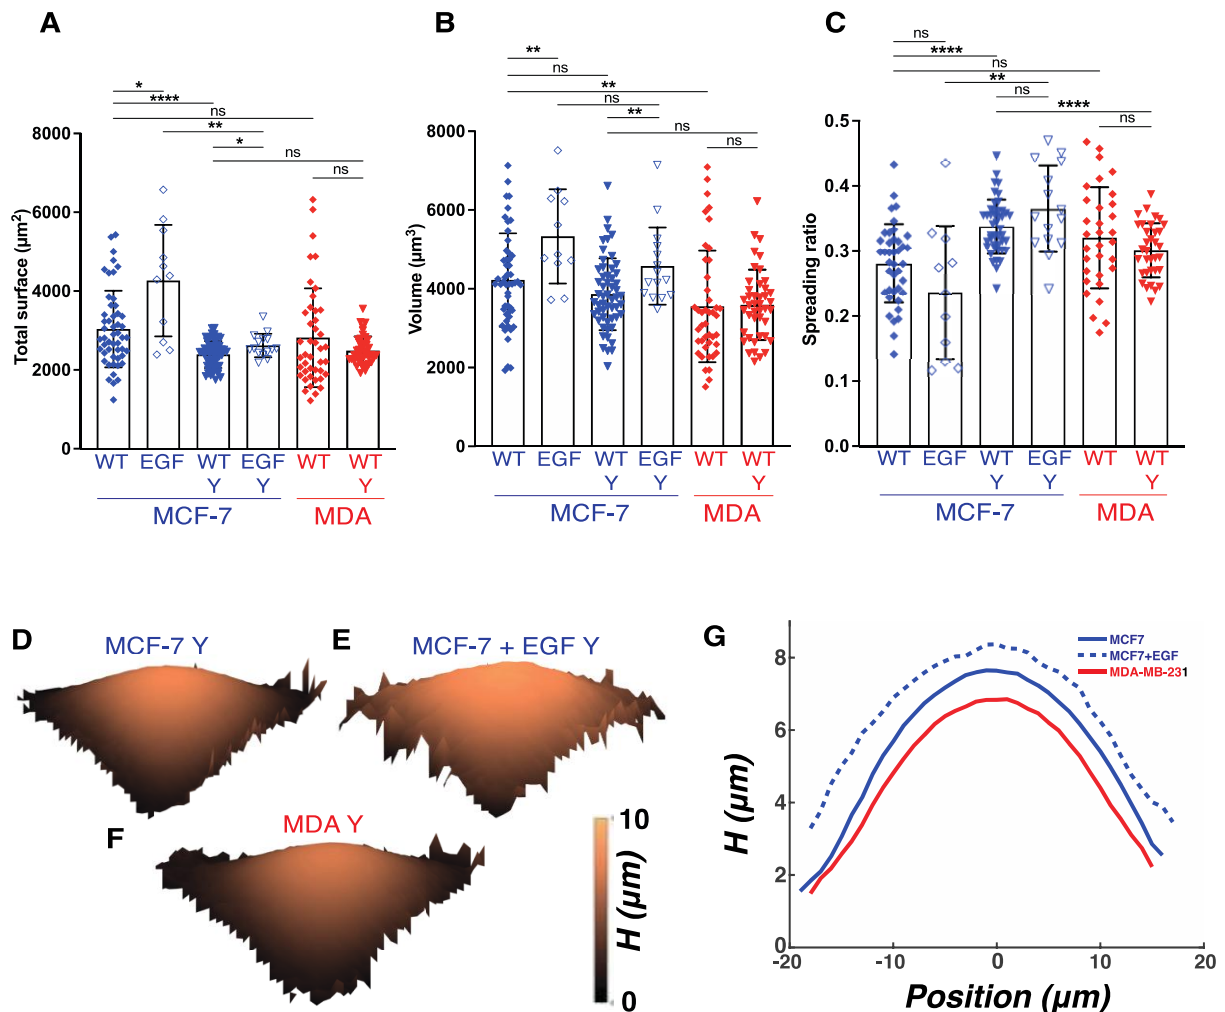 A
*
****
ns
**
*
ns
ns
8000
6000
4000
2000
0
Total surface (µm²)
WT EGF WT EGF WT WT
Y Y Y
MCF-7 MDA
B
**
ns
**
ns
**
ns
ns
8000
6000
4000
2000
0
Volume (µm³)
WT EGF WT EGF WT WT
Y Y Y
MCF-7 MDA
C
ns
****
ns
**
ns
****
ns
0.5
0.4
0.3
0.2
0.1
0.0
Spreading ratio
WT EGF WT EGF WT WT
Y Y Y
MCF-7 MDA
D
MCF-7 Y
E
MCF-7 + EGF Y
F
MDA Y
10
H (µm)
0
G
MCF7
MCF7+EGF
MDA-MB-231
8
6
4
2
0
H (µm)
-20 -10 0 10 20
Position (µm)